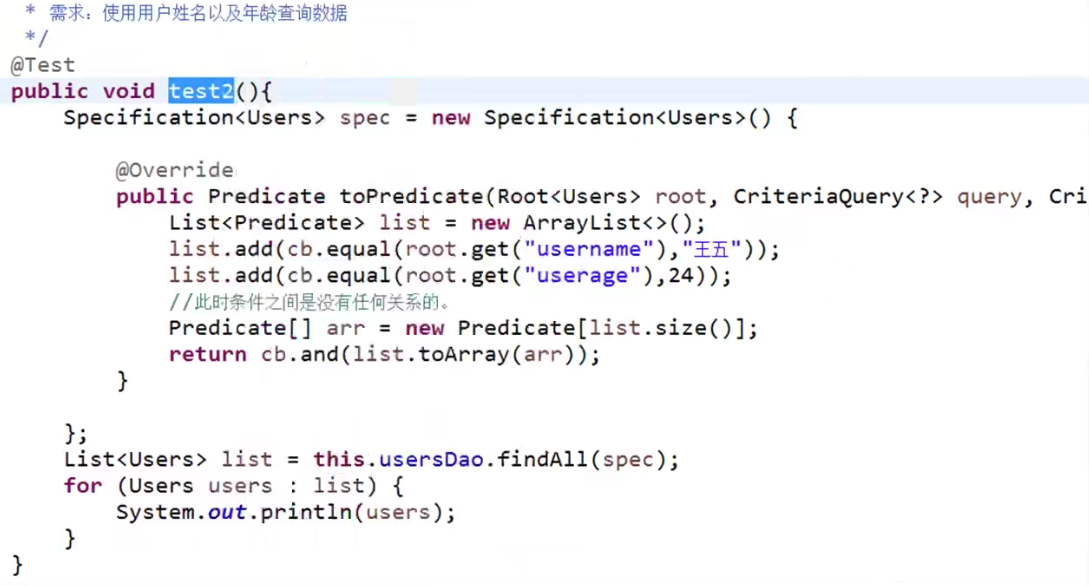 * 需求：使用用户姓名以及年龄查询数据
*/
@Test
public void test2(){
Specification<Users> spec = new Specification<Users>() {
@Override
public Predicate toPredicate(Root<Users> root, CriteriaQuery<?> query, Cri
List<Predicate> list = new ArrayList<>();
list.add(cb.equal(root.get("username"),"王五"));
list.add(cb.equal(root.get("userage"),24));
//此时条件之间是没有任何关系的。
Predicate[] arr = new Predicate[list.size()];
return cb.and(list.toArray(arr));
}
};
List<Users> list = this.usersDao.findAll(spec);
for (Users users : list) {
System.out.println(users);
}
}